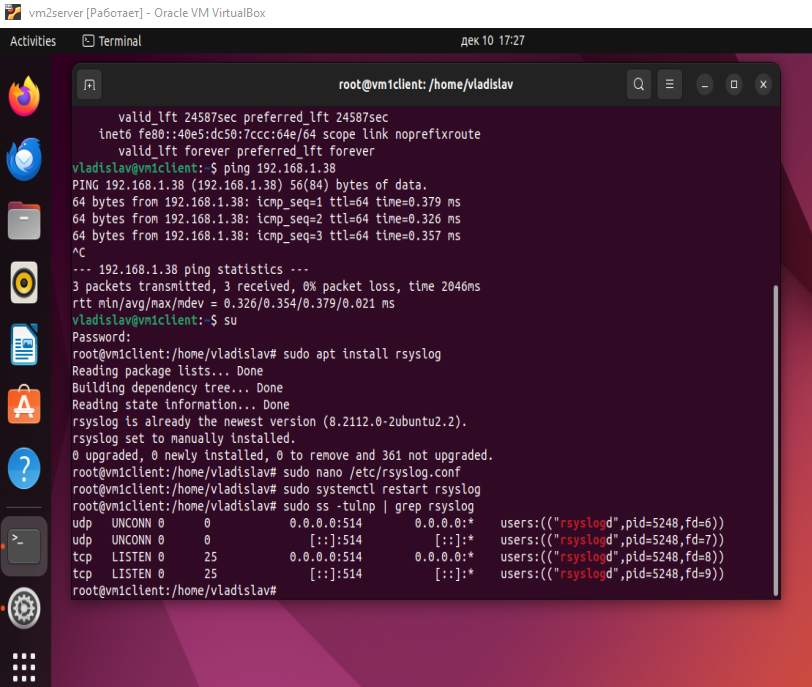 vm2server [Работает] - Oracle VM VirtualBox
Activities Terminal дек 10 17:27
root@vm1client: /home/vladislav
valid_lft 24587sec preferred_lft 24587sec
inet6 fe80::40e5:dc50:7ccc:64e/64 scope link noprefixroute
valid_lft forever preferred_lft forever
vladislav@vm1client:~$ ping 192.168.1.38
PING 192.168.1.38 (192.168.1.38) 56(84) bytes of data.
64 bytes from 192.168.1.38: icmp_seq=1 ttl=64 time=0.379 ms
64 bytes from 192.168.1.38: icmp_seq=2 ttl=64 time=0.326 ms
64 bytes from 192.168.1.38: icmp_seq=3 ttl=64 time=0.357 ms
^C
--- 192.168.1.38 ping statistics ---
3 packets transmitted, 3 received, 0% packet loss, time 2046ms
rtt min/avg/max/mdev = 0.326/0.354/0.379/0.021 ms
vladislav@vm1client:~$ su
Password:
root@vm1client:/home/vladislav# sudo apt install rsyslog
Reading package lists... Done
Building dependency tree... Done
Reading state information... Done
rsyslog is already the newest version (8.2112.0-2ubuntu2.2).
rsyslog set to manually installed.
0 upgraded, 0 newly installed, 0 to remove and 361 not upgraded.
root@vm1client:/home/vladislav# sudo nano /etc/rsyslog.conf
root@vm1client:/home/vladislav# sudo systemctl restart rsyslog
root@vm1client:/home/vladislav# sudo ss -tulnp | grep rsyslog
udp UNCONN 0 0 0.0.0.0:514 0.0.0.0:* users:(("rsyslogd",pid=5248,fd=6))
udp UNCONN 0 0 [::]:514 [::]:* users:(("rsyslogd",pid=5248,fd=7))
tcp LISTEN 0 25 0.0.0.0:514 0.0.0.0:* users:(("rsyslogd",pid=5248,fd=8))
tcp LISTEN 0 25 [::]:514 [::]:* users:(("rsyslogd",pid=5248,fd=9))
root@vm1client:/home/vladislav#